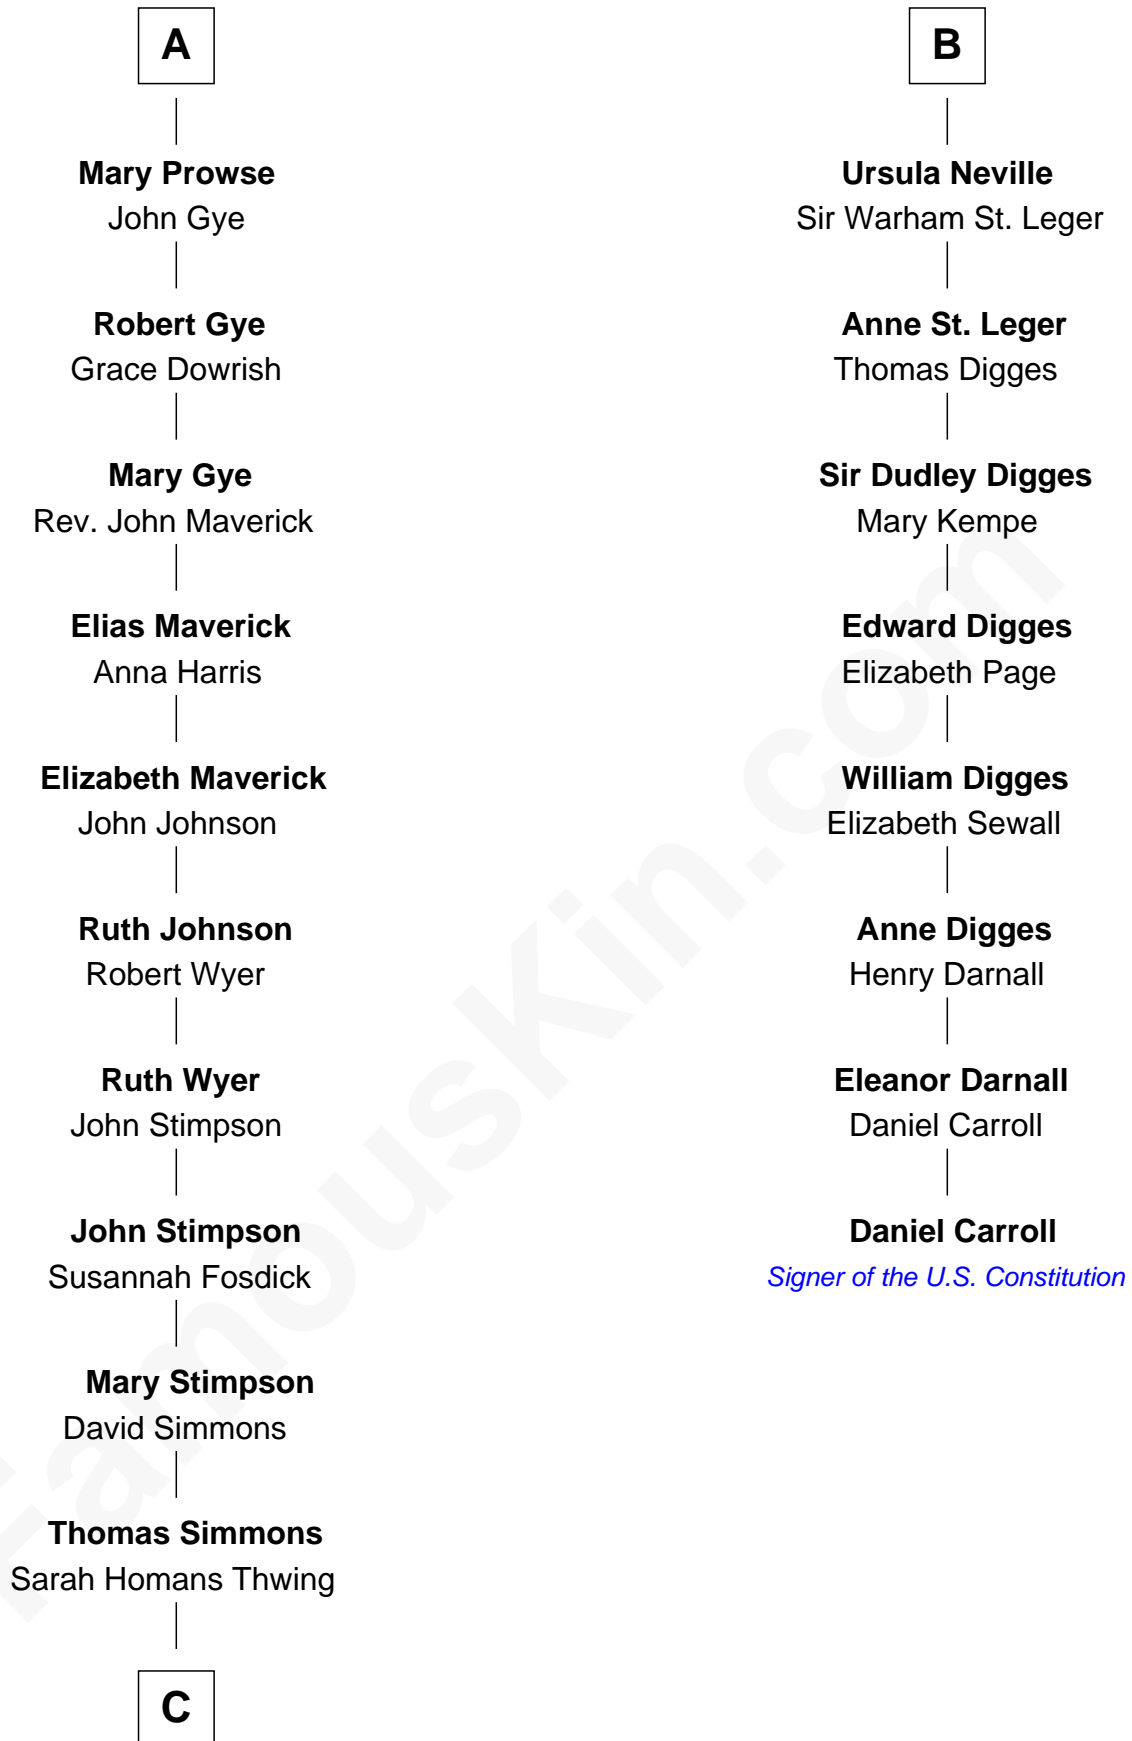 A
Mary Prowse
John Gye
Robert Gye
Grace Dowrish
Mary Gye
Rev. John Maverick
Elias Maverick
Anna Harris
Elizabeth Maverick
John Johnson
Ruth Johnson
Robert Wyer
Ruth Wyer
John Stimpson
John Stimpson
Susannah Fosdick
Mary Stimpson
David Simmons
Thomas Simmons
Sarah Homans Thwing
C
B
Ursula Neville
Sir Warham St. Leger
Anne St. Leger
Thomas Digges
Sir Dudley Digges
Mary Kempe
Edward Digges
Elizabeth Page
William Digges
Elizabeth Sewall
Anne Digges
Henry Darnall
Eleanor Darnall
Daniel Carroll
Daniel Carroll
Signer of the U.S. Constitution
FamousKin.com